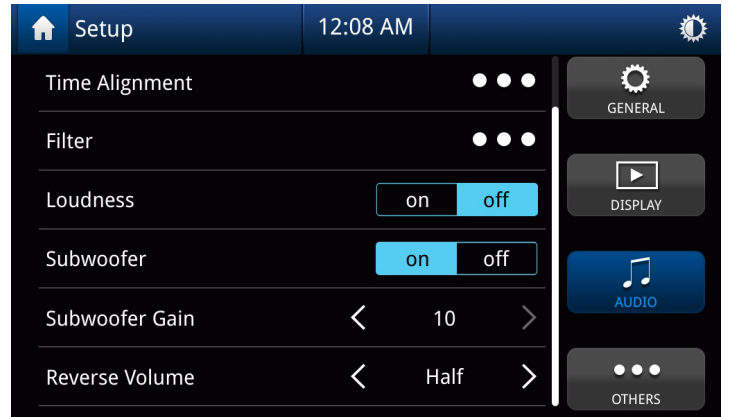 Setup
12:08 AM
Time Alignment
GENERAL
Filter
DISPLAY
Loudness on off
Subwoofer on off
AUDIO
Subwoofer Gain 10
Reverse Volume Half
OTHERS